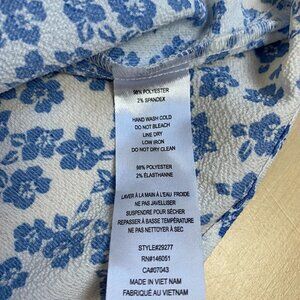 98% POLYESTER
2% SPANDEX
HAND WASH COLD
DO NOT BLEACH
LINE DRY
LOW IRON
DO NOT DRY CLEAN
98% POLYESTER
2% ÉLASTHANNE
LAVER À LA MAIN À L'EAU FROIDE
NE PAS JAVELLISER
SUSPENDRE POUR SÉCHER
REPASSER À BASSE TEMPÉRATURE
NE PAS NETTOYER À SEC
STYLE#29277
RN#146051
CA#07043
MADE IN VIET NAM
FABRIQUÉ AU VIETNAM